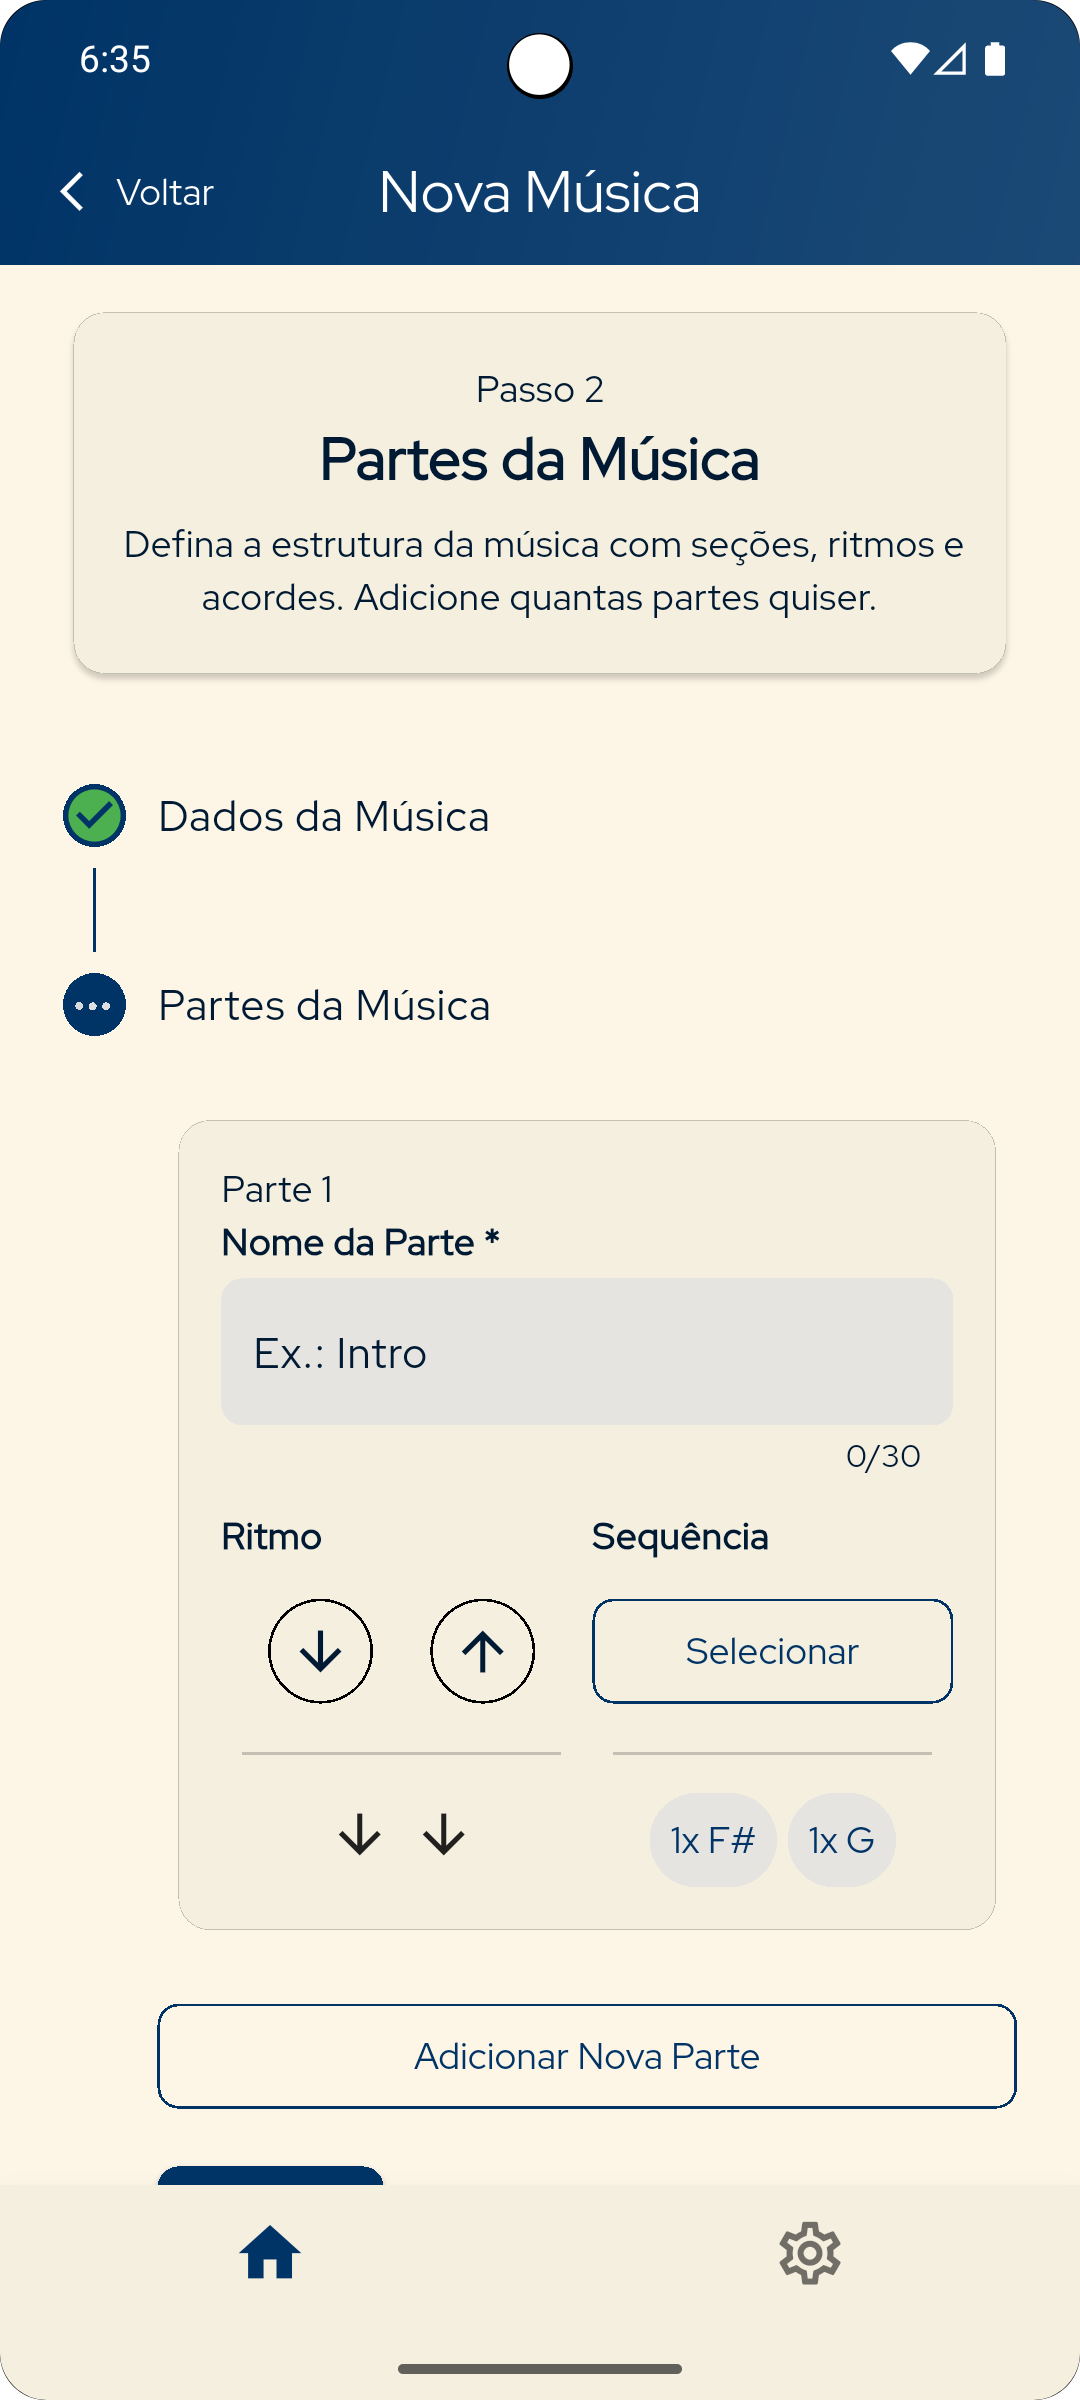 6:35
Voltar
Nova Música
Passo 2
Partes da Música
Defina a estrutura da música com seções, ritmos e
acordes. Adicione quantas partes quiser.
Dados da Música
Partes da Música
Parte 1
Nome da Parte *
Ex.: Intro
0/30
Ritmo
Sequência
Selecionar
1x F#
1x G
Adicionar Nova Parte